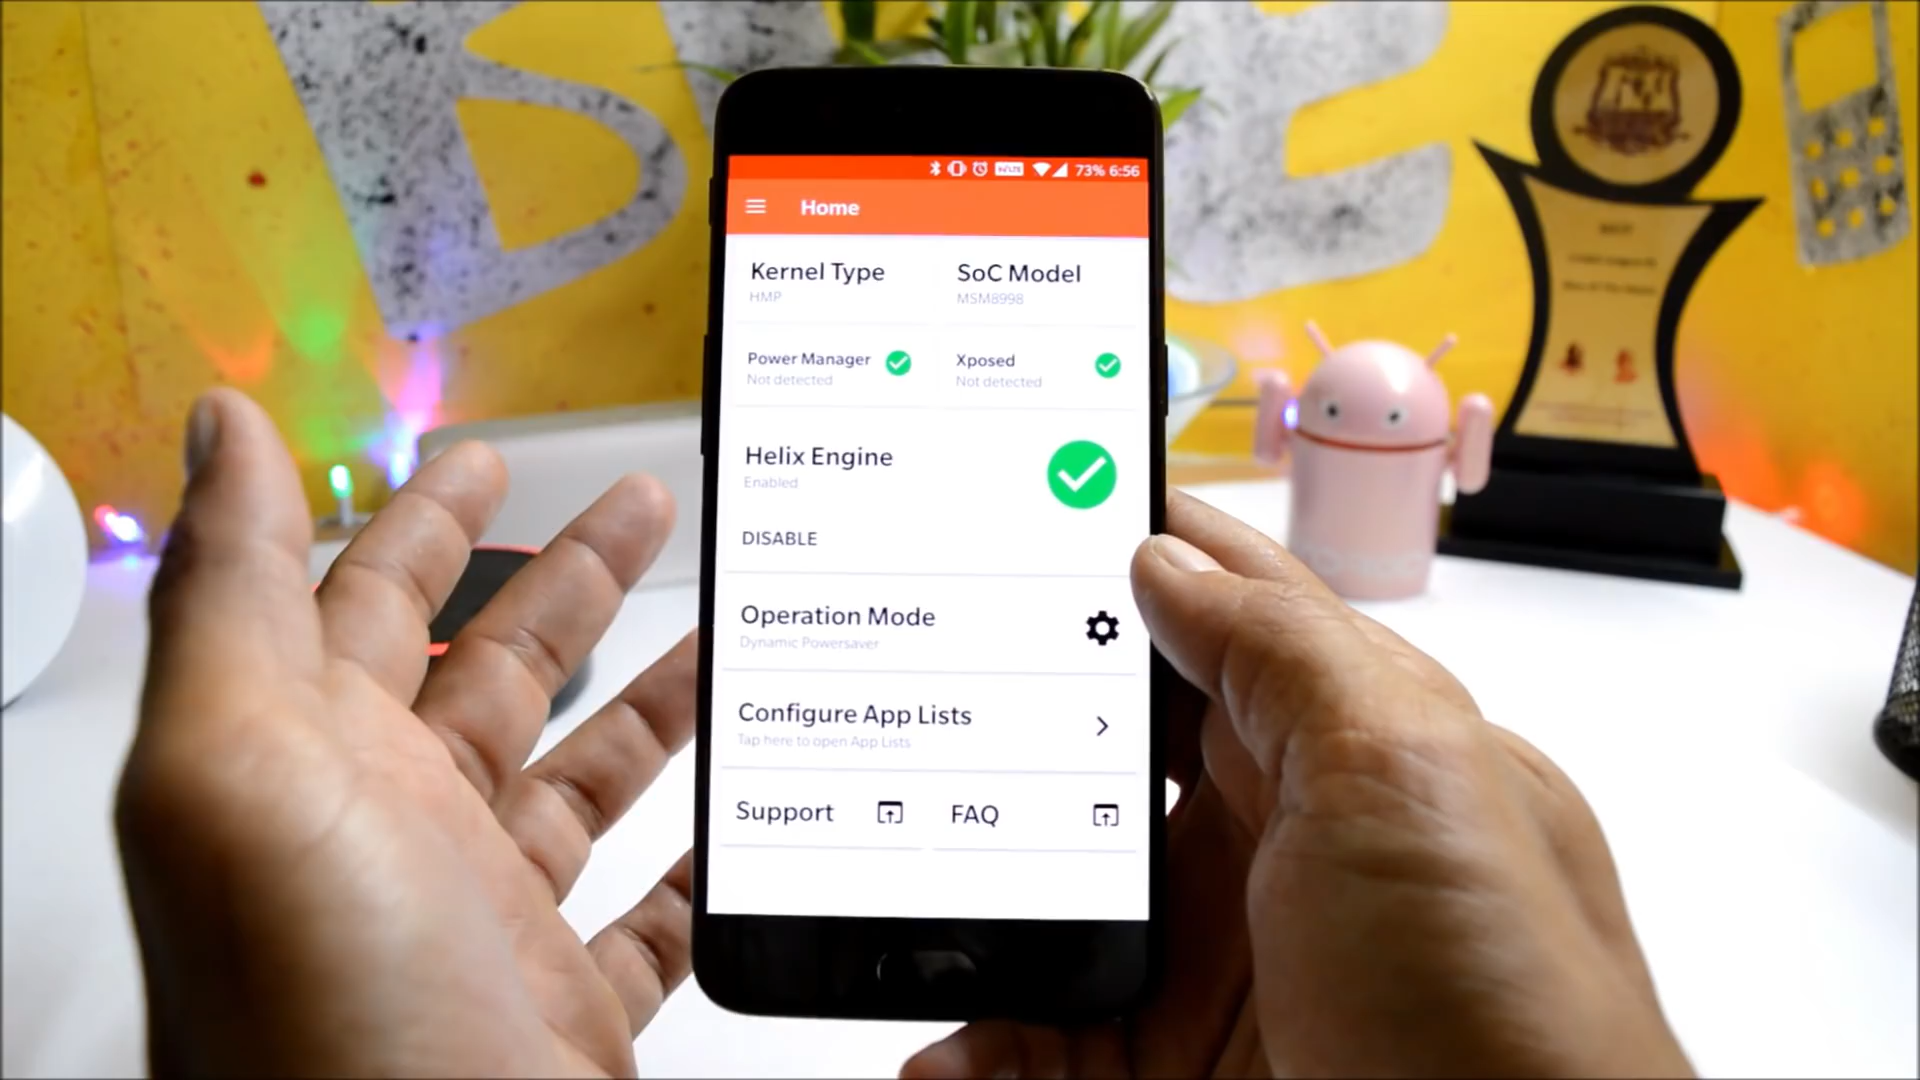 73% 6:56
Home
Kernel Type
HMP
SoC Model
MSM8998
Power Manager
Not detected
Xposed
Not detected
Helix Engine
Enabled
DISABLE
Operation Mode
Dynamic Powersaver
Configure App Lists
Tap here to open App Lists
Support
FAQ